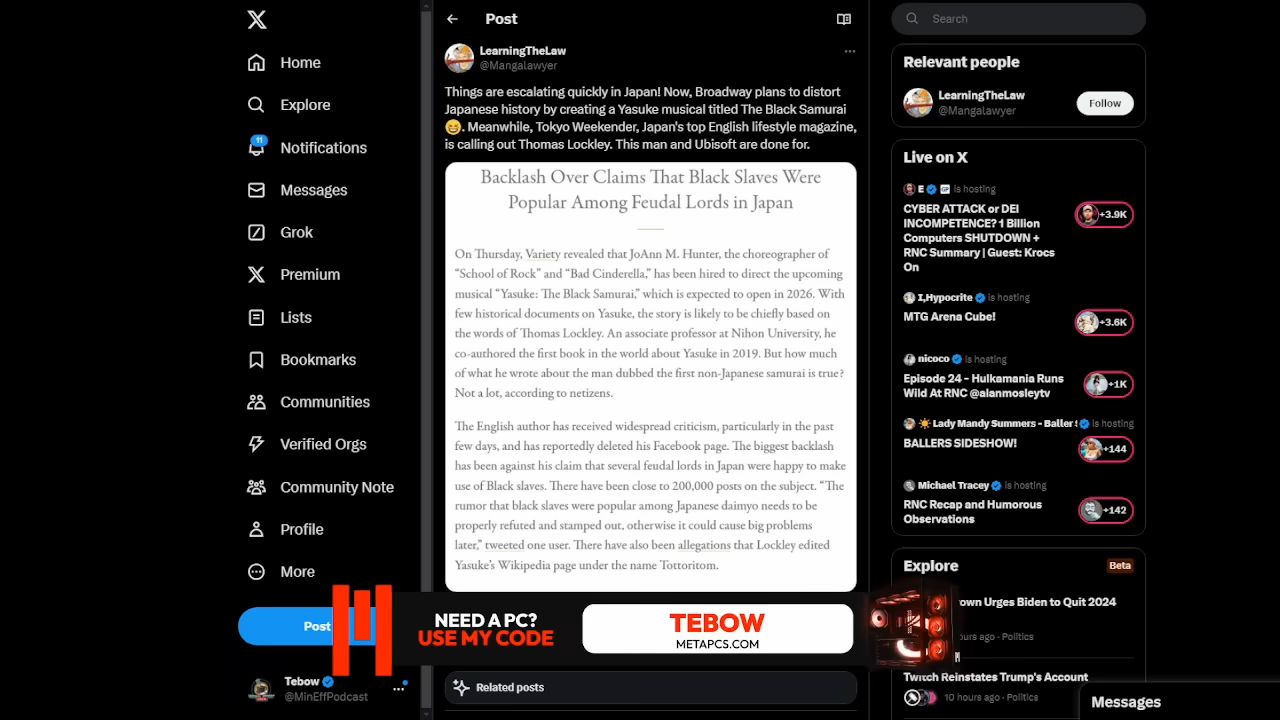 Home
Explore
11
Notifications
Messages
Grok
Premium
Lists
Bookmarks
Communities
Verified Orgs
Community Note
Profile
More
Post
Tebow
@MinEffPodcast
Post
LearningTheLaw
@Mangalawyer
Things are escalating quickly in Japan! Now, Broadway plans to distort
Japanese history by creating a Yasuke musical titled The Black Samurai
😄. Meanwhile, Tokyo Weekender, Japan's top English lifestyle magazine,
is calling out Thomas Lockley. This man and Ubisoft are done for.
Backlash Over Claims That Black Slaves Were
Popular Among Feudal Lords in Japan
On Thursday, Variety revealed that JoAnn M. Hunter, the choreographer of
“School of Rock” and “Bad Cinderella,” has been hired to direct the upcoming
musical “Yasuke: The Black Samurai,” which is expected to open in 2026. With
few historical documents on Yasuke, the story is likely to be chiefly based on
the words of Thomas Lockley. An associate professor at Nihon University, he
co-authored the first book in the world about Yasuke in 2019. But how much
of what he wrote about the man dubbed the first non-Japanese samurai is true?
Not a lot, according to netizens.
The English author has received widespread criticism, particularly in the past
few days, and has reportedly deleted his Facebook page. The biggest backlash
has been against his claim that several feudal lords in Japan were happy to make
use of Black slaves. There have been close to 200,000 posts on the subject. “The
rumor that black slaves were popular among Japanese daimyo needs to be
properly refuted and stamped out, otherwise it could cause big problems
later,” tweeted one user. There have also been allegations that Lockley edited
Yasuke’s Wikipedia page under the name Tottoritom.
NEED A PC?
USE MY CODE
TEBOW
METAPCS.COM
Related posts
Search
Relevant people
LearningTheLaw
@Mangalawyer
Follow
Live on X
E is hosting
CYBER ATTACK or DEI
INCOMPETENCE? 1 Billion
Computers SHUTDOWN +
RNC Summary | Guest: Krocs
On
+3.9K
I,Hypocrite is hosting
MTG Arena Cube!
+3.6K
nicoco is hosting
Episode 24 - Hulkamania Runs
Wild At RNC @alanmosleytv
+1K
Lady Mandy Summers - Baller is hosting
BALLERS SIDESHOW!
+144
Michael Tracey is hosting
RNC Recap and Humorous
Observations
+142
Explore
Beta
Urges Biden to Quit 2024
ago · Politics
Twitch Reinstates Trump's Account
10 hours ago · Politics
Messages